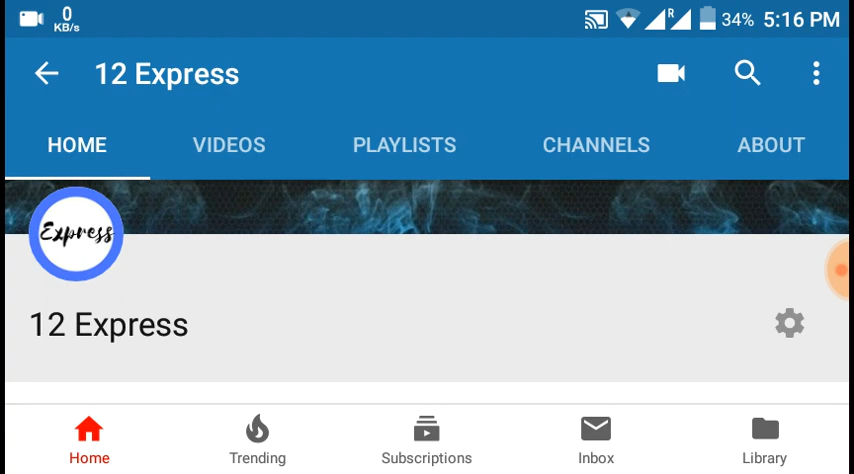 0
KB/s
R
34% 5:16 PM
12 Express
HOME VIDEOS PLAYLISTS CHANNELS ABOUT
Express
12 Express
Home Trending Subscriptions Inbox Library